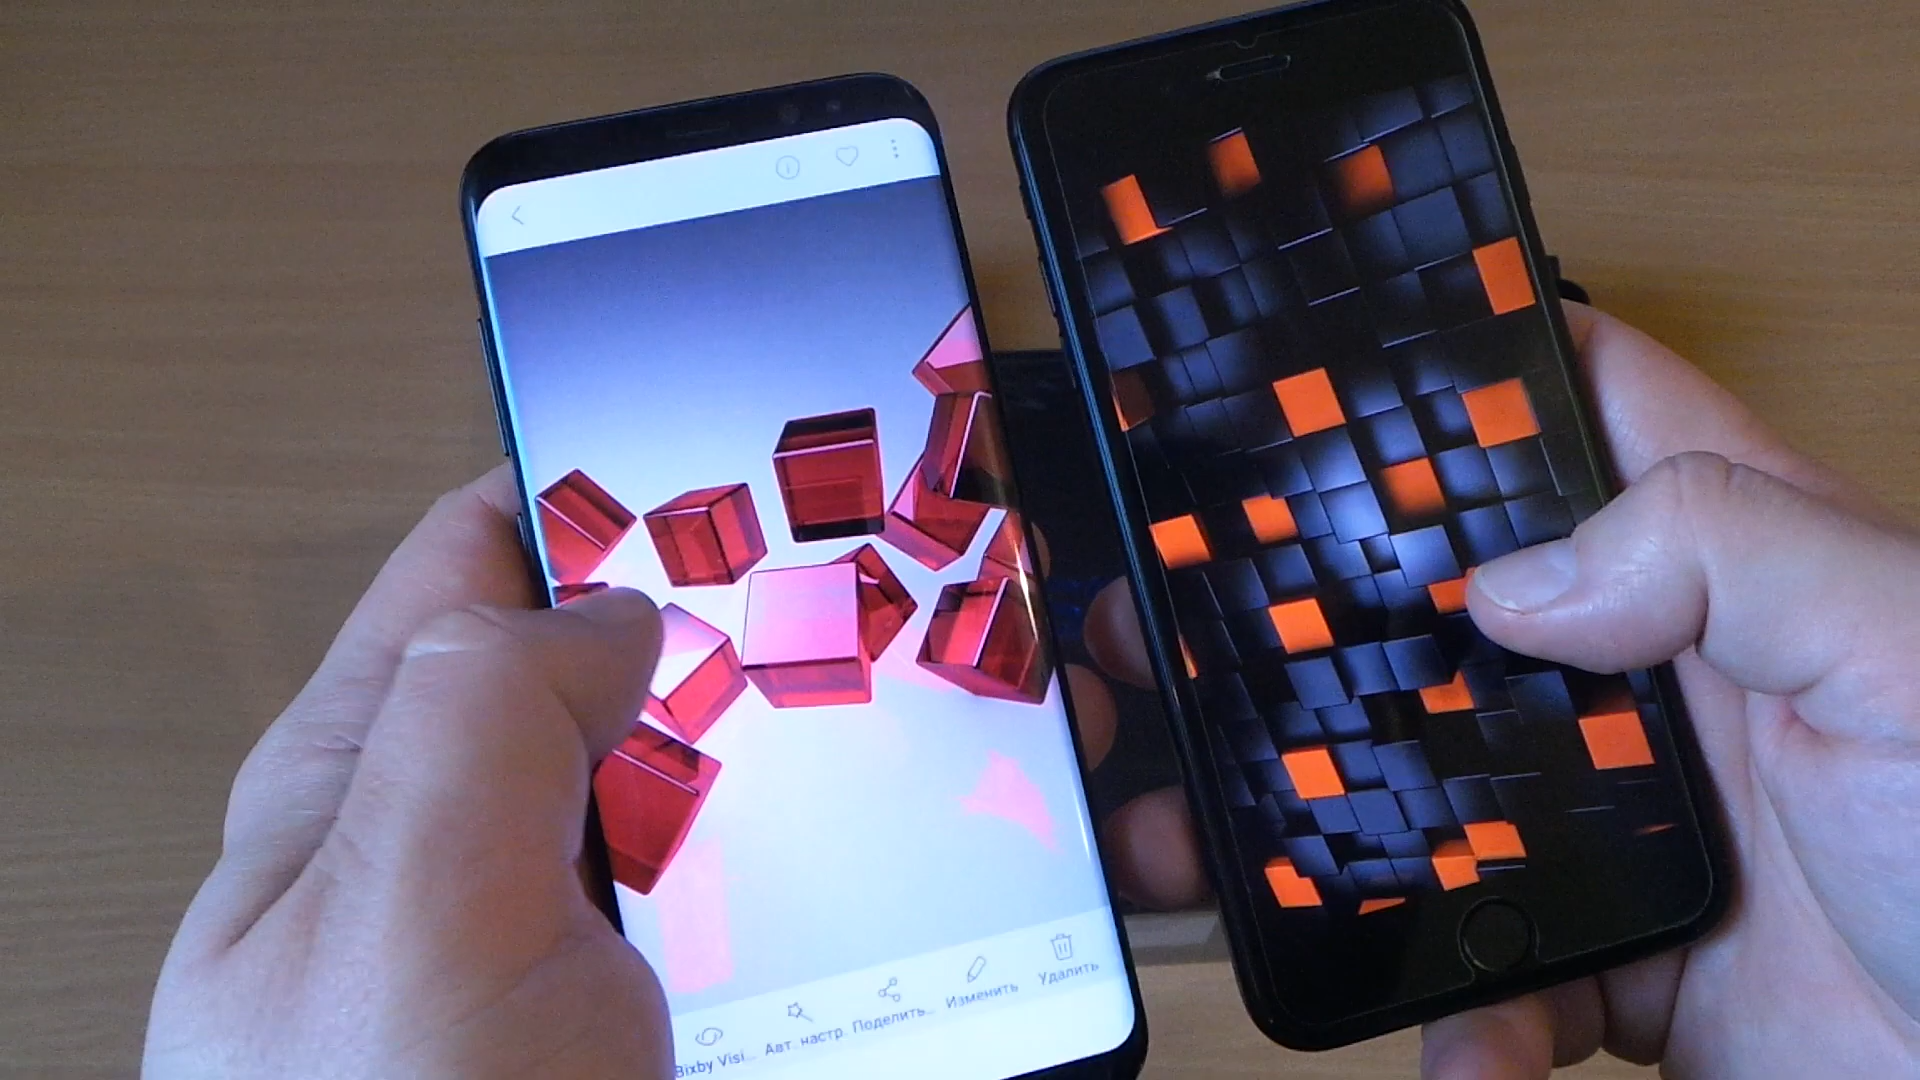 Bixby Visi...
Авт. настр.
Поделить...
Изменить
Удалить